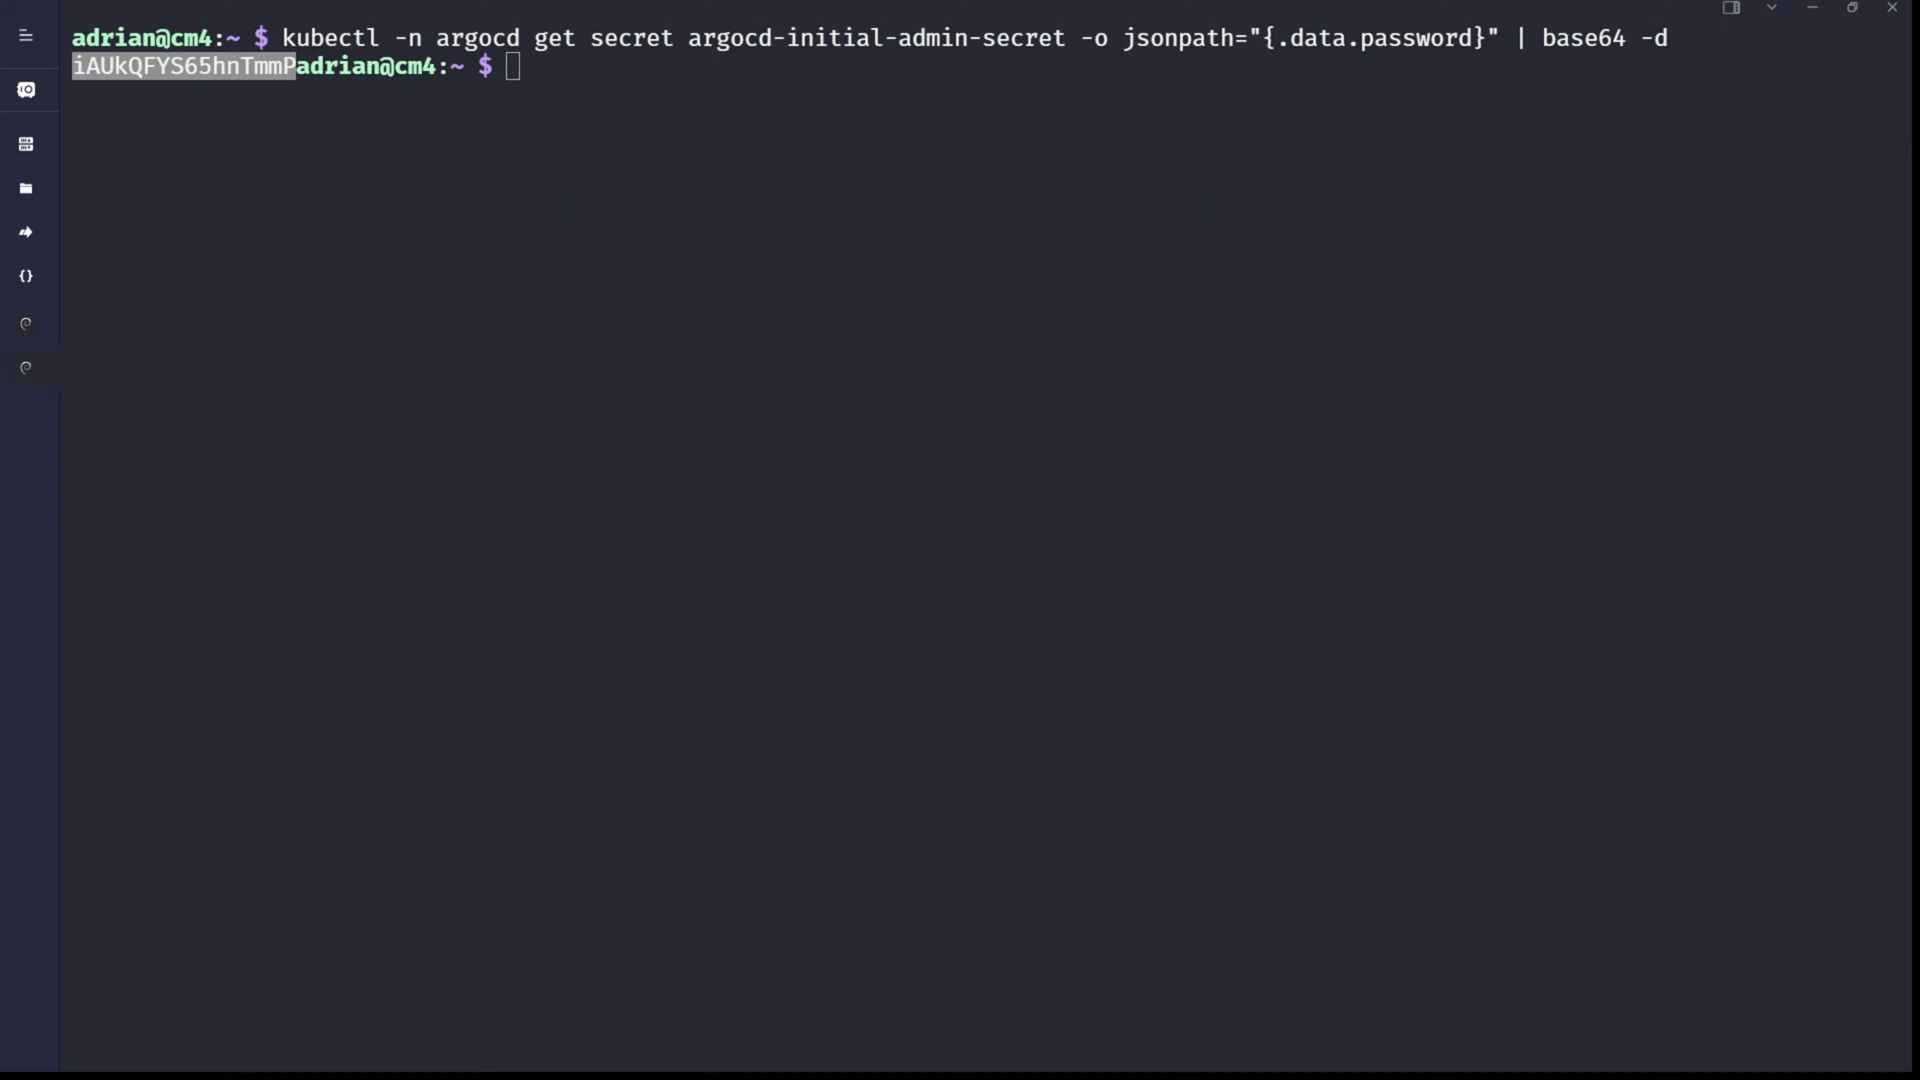 adrian@cm4:~ $ kubectl -n argocd get secret argocd-initial-admin-secret -o jsonpath="{.data.password}" | base64 -d
iAUkQFYS65hnTmmPadrian@cm4:~ $